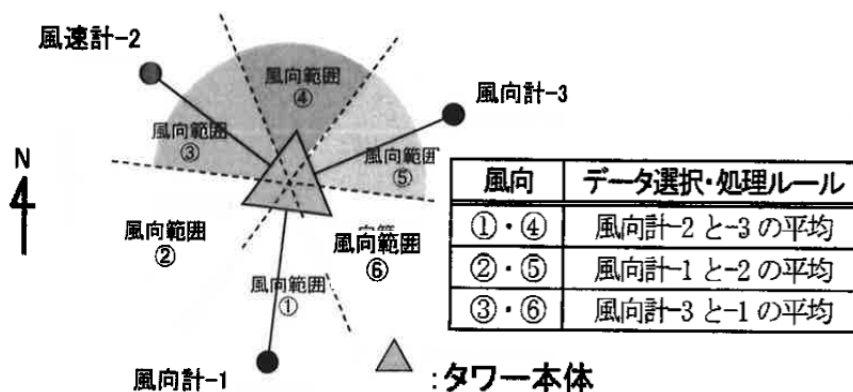 風速計-2
風向範囲
④
風向計-3
風向範囲
③
風向範囲
⑤
N
風向範囲
②
風向範囲
⑥
風向範囲
①
風向計-1
:タワー本体
風向 データ選択・処理ルール
①・④ 風向計-2と-3の平均
②・⑤ 風向計-1と-2の平均
③・⑥ 風向計-3と-1の平均